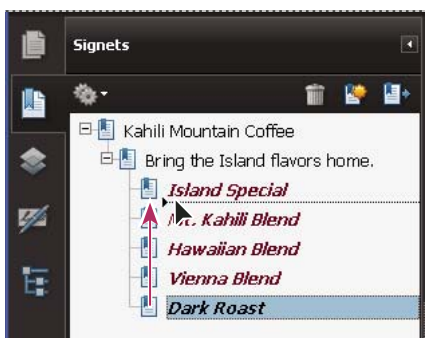 Signets
Kahili Mountain Coffee
Bring the Island flavors home.
Island Special
Kahili Blend
Hawaiian Blend
Vienna Blend
Dark Roast